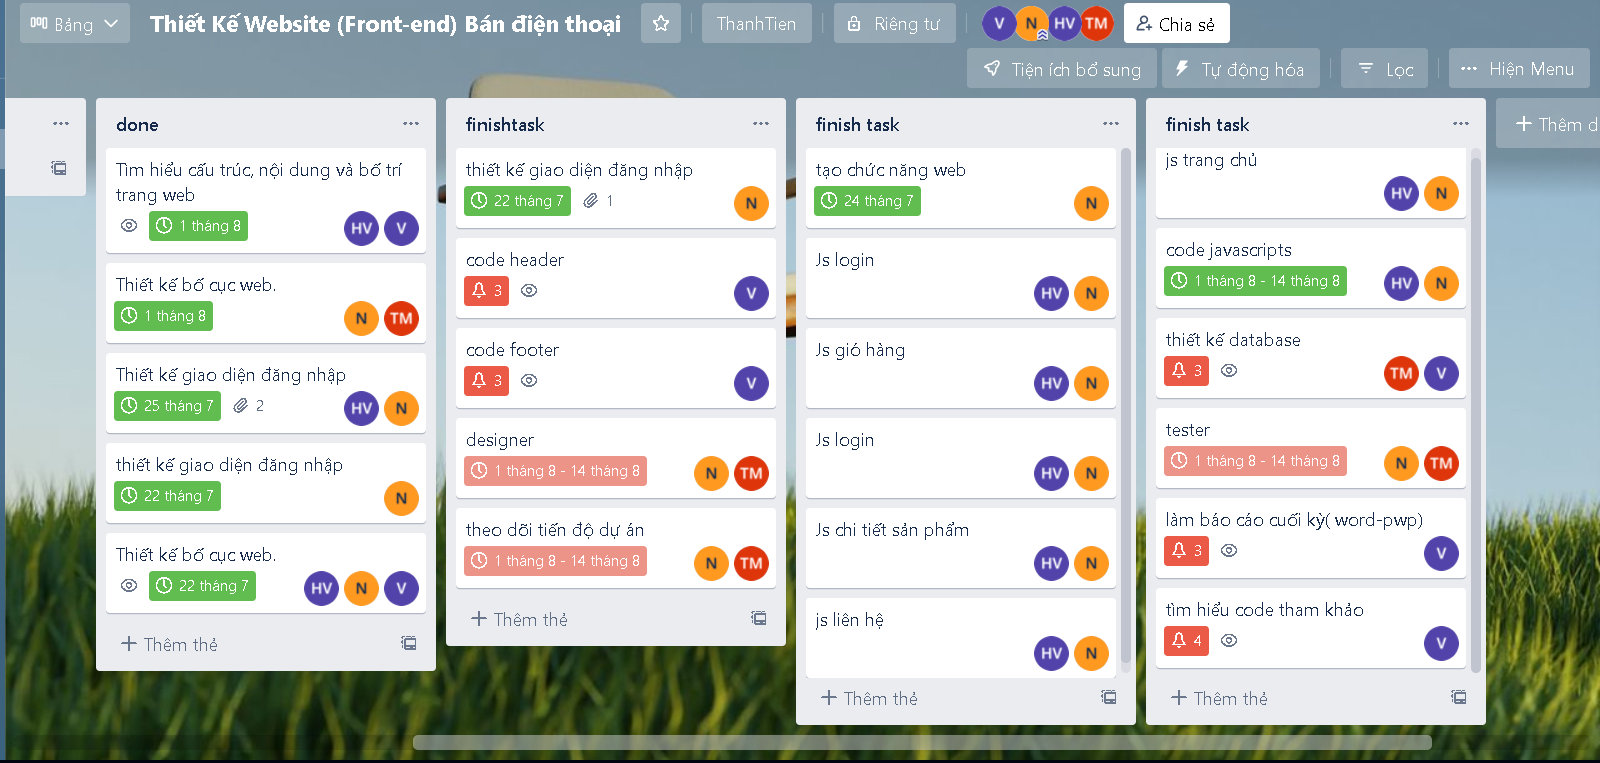 Bảng
Thiết Kế Website (Front-end) Bán điện thoại
ThanhTien
Riêng tư
V
N
HV
TM
Chia sẻ
Tiện ích bổ sung
Tự động hóa
Lọc
Hiện Menu
done
Tìm hiểu cấu trúc, nội dung và bố trí
trang web
1 tháng 8
HV V
Thiết kế bố cục web.
1 tháng 8
N TM
Thiết kế giao diện đăng nhập
25 tháng 7 2
HV N
thiết kế giao diện đăng nhập
22 tháng 7
N
Thiết kế bố cục web.
22 tháng 7
HV N V
+ Thêm thẻ
finishtask
thiết kế giao diện đăng nhập
22 tháng 7 1
N
code header
3
V
code footer
3
V
designer
1 tháng 8 - 14 tháng 8
N TM
theo dõi tiến độ dự án
1 tháng 8 - 14 tháng 8
N TM
+ Thêm thẻ
finish task
tạo chức năng web
24 tháng 7
N
Js login
HV N
Js giỏ hàng
HV N
Js login
HV N
Js chi tiết sản phẩm
HV N
js liên hệ
HV N
+ Thêm thẻ
finish task
js trang chủ
HV N
code javascripts
1 tháng 8 - 14 tháng 8
HV N
thiết kế database
3
TM V
tester
1 tháng 8 - 14 tháng 8
N TM
làm báo cáo cuối kỳ( word-pwp)
3
V
tìm hiểu code tham khảo
4
V
+ Thêm thẻ
+ Thêm d